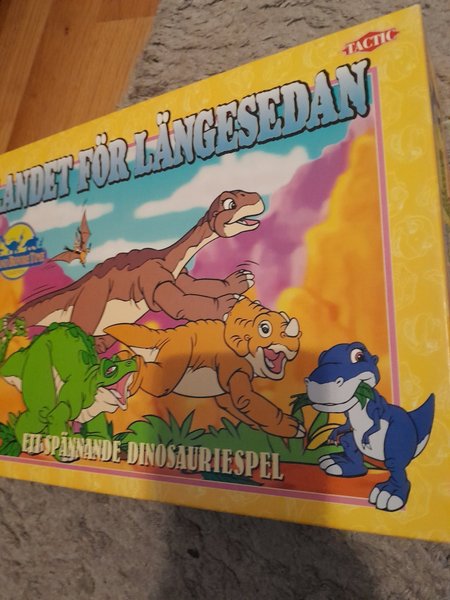 TACTIC
LANDET FÖR LÄNGESEDAN
ETT SPÄNNANDE DINOSAURIESPEL